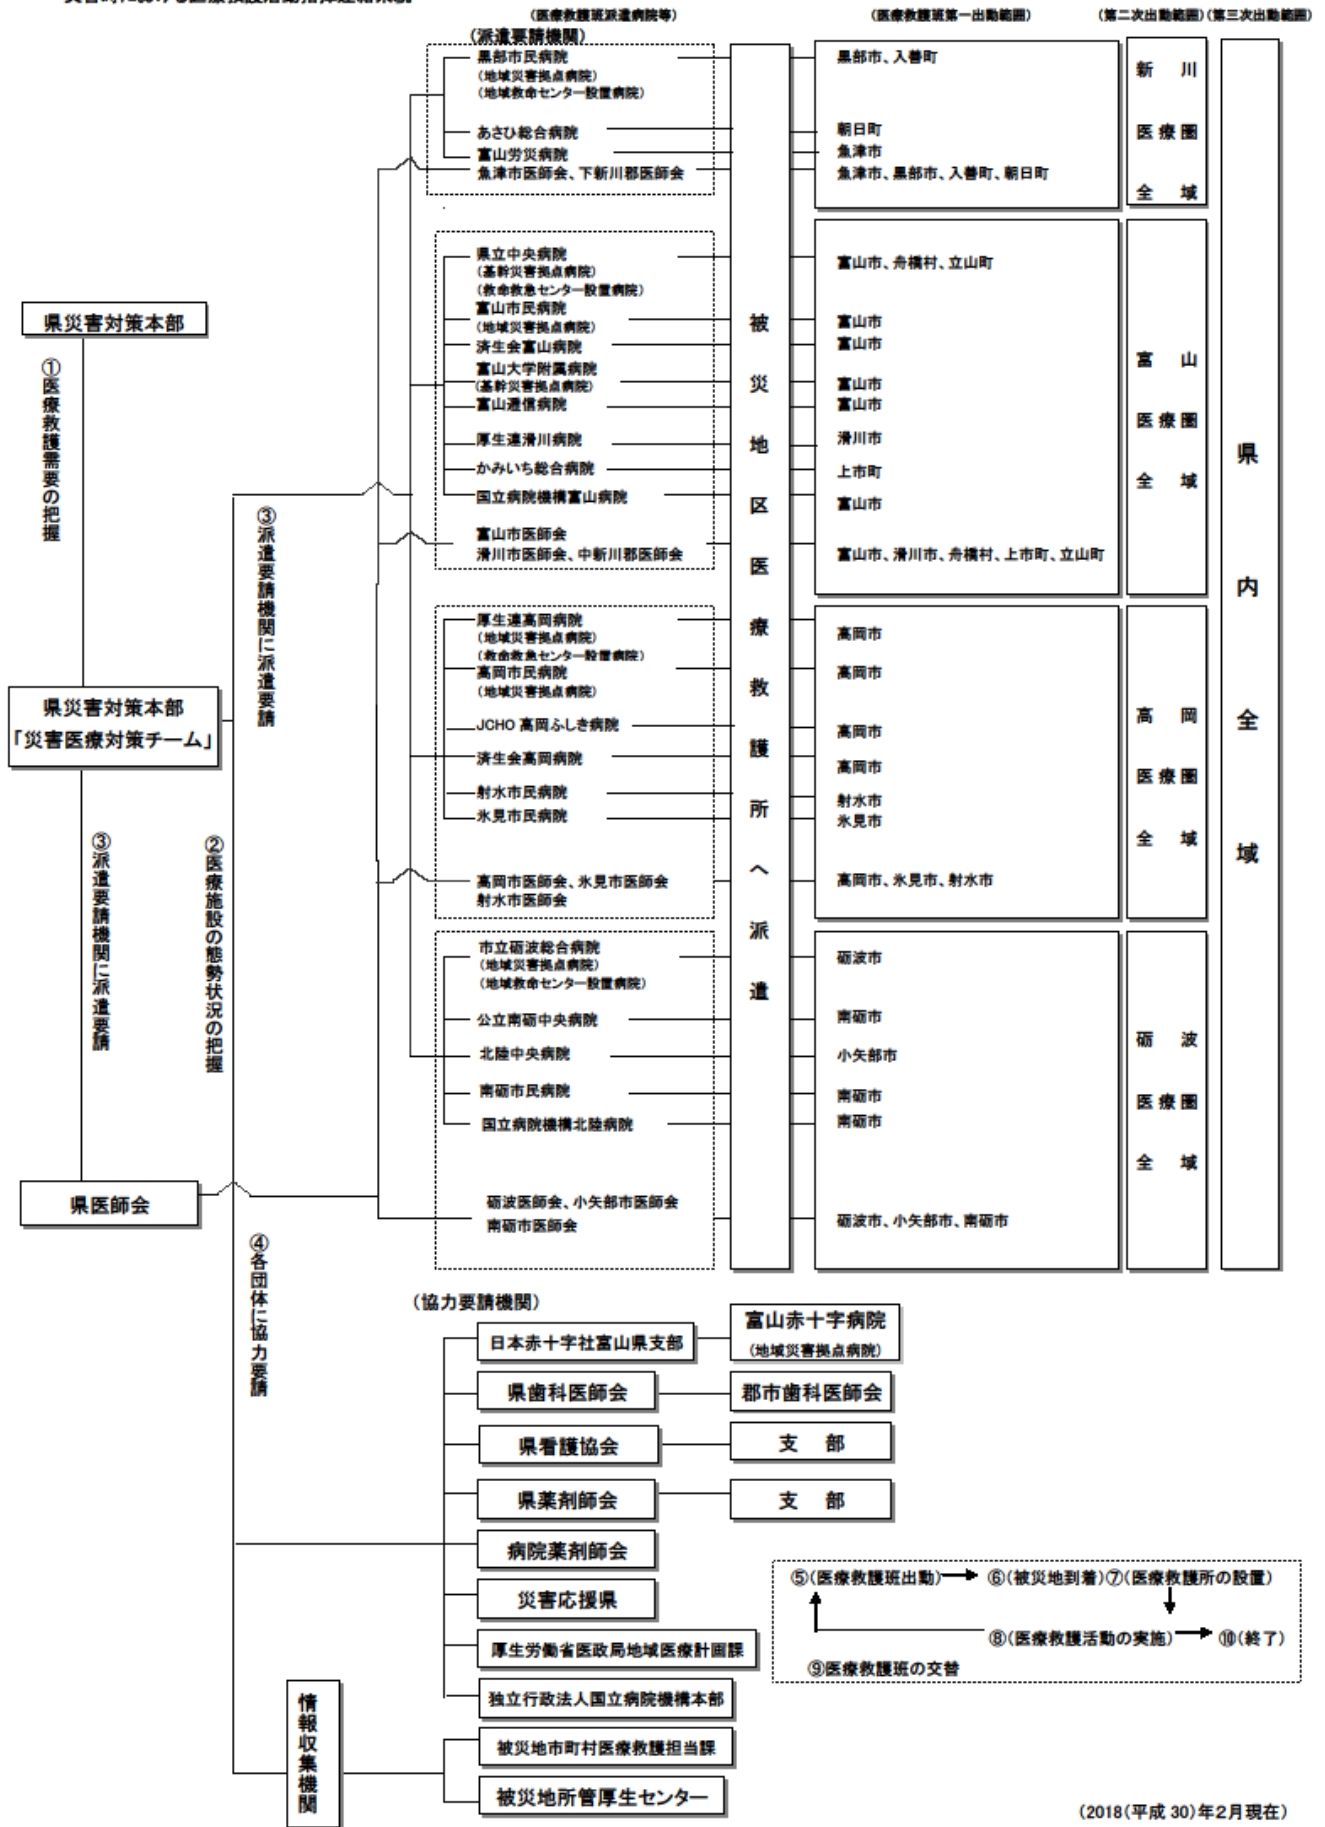 (医療救護班派遣病院等)
(医療救護班第一出動範囲)
(第二次出動範囲)
(第三次出動範囲)
(派遣要請機関)
黒部市民病院
(地域災害拠点病院)
(地域救命センター設置病院)
あさひ総合病院
富山労災病院
魚津市医師会、下新川郡医師会
黒部市、入善町
朝日町
魚津市
魚津市、黒部市、入善町、朝日町
新 川
医療圏
全 域
県災害対策本部
①医療救護需要の把握
県災害対策本部
「災害医療対策チーム」
③派遣要請機関に派遣要請
③派遣要請機関に派遣要請
②医療施設の態勢状況の把握
県医師会
④各団体に協力要請
県立中央病院
(基幹災害拠点病院)
(救命救急センター設置病院)
富山市民病院
(地域災害拠点病院)
済生会富山病院
富山大学附属病院
(基幹災害拠点病院)
富山逓信病院
厚生連滑川病院
かみいち総合病院
国立病院機構富山病院
富山市医師会
滑川市医師会、中新川郡医師会
被災地区医療救護所へ派遣
富山市、舟橋村、立山町
富山市
富山市
富山市
富山市
滑川市
上市町
富山市
富山市、滑川市、舟橋村、上市町、立山町
富 山
医療圏
全 域
県内全域
厚生連高岡病院
(地域災害拠点病院)
(救命救急センター設置病院)
高岡市民病院
(地域災害拠点病院)
JCHO 高岡ふしき病院
済生会高岡病院
射水市民病院
氷見市民病院
高岡市医師会、氷見市医師会
射水市医師会
高岡市
高岡市
高岡市
高岡市
射水市
氷見市
高岡市、氷見市、射水市
高 岡
医療圏
全 域
市立砺波総合病院
(地域災害拠点病院)
(地域救命センター設置病院)
公立南砺中央病院
北陸中央病院
南砺市民病院
国立病院機構北陸病院
砺波医師会、小矢部市医師会
南砺市医師会
砺波市
南砺市
小矢部市
南砺市
南砺市
砺波市、小矢部市、南砺市
砺 波
医療圏
全 域
(協力要請機関)
日本赤十字社富山県支部
富山赤十字病院
(地域災害拠点病院)
県歯科医師会
郡市歯科医師会
県看護協会
支 部
県薬剤師会
支 部
病院薬剤師会
災害応援県
厚生労働省医政局地域医療計画課
独立行政法人国立病院機構本部
情報収集機関
被災地市町村医療救護担当課
被災地所管厚生センター
⑤(医療救護班出動)
⑥(被災地到着)⑦(医療救護所の設置)
⑧(医療救護活動の実施)
⑩(終了)
⑨医療救護班の交替
(2018(平成 30)年2月現在)